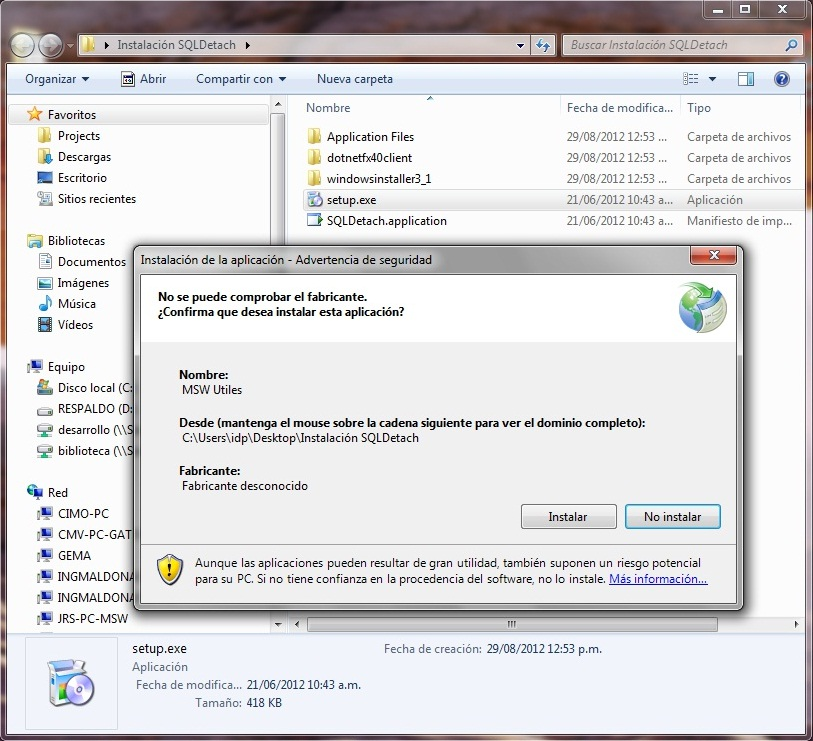 Instalación SQLDetach
Buscar Instalación SQLDetach
Organizar
Abrir
Compartir con
Nueva carpeta
Favoritos
Projects
Descargas
Escritorio
Sitios recientes
Bibliotecas
Documentos
Imágenes
Música
Vídeos
Equipo
Disco local (C:
RESPALDO (D:
desarrollo (\\S
biblioteca (\\S
Red
CIMO-PC
CMV-PC-GAT
GEMA
INGMALDONA
INGMALDONA
JRS-PC-MSW
Nombre Fecha de modifica... Tipo
Application Files 29/08/2012 12:53 ... Carpeta de archivos
dotnetfx40client 29/08/2012 12:53 ... Carpeta de archivos
windowsinstaller3_1 29/08/2012 12:53 ... Carpeta de archivos
setup.exe 21/06/2012 10:43 a... Aplicación
SQLDetach.application 21/06/2012 10:43 a... Manifiesto de imp...
Instalación de la aplicación - Advertencia de seguridad
No se puede comprobar el fabricante.
¿Confirma que desea instalar esta aplicación?
Nombre:
MSW Utiles
Desde (mantenga el mouse sobre la cadena siguiente para ver el dominio completo):
C:\Users\idp\Desktop\Instalación SQLDetach
Fabricante:
Fabricante desconocido
Instalar
No instalar
Aunque las aplicaciones pueden resultar de gran utilidad, también suponen un riesgo potencial
para su PC. Si no tiene confianza en la procedencia del software, no lo instale. Más información...
setup.exe Fecha de creación: 29/08/2012 12:53 p.m.
Aplicación
Fecha de modifica... 21/06/2012 10:43 a.m.
Tamaño: 418 KB